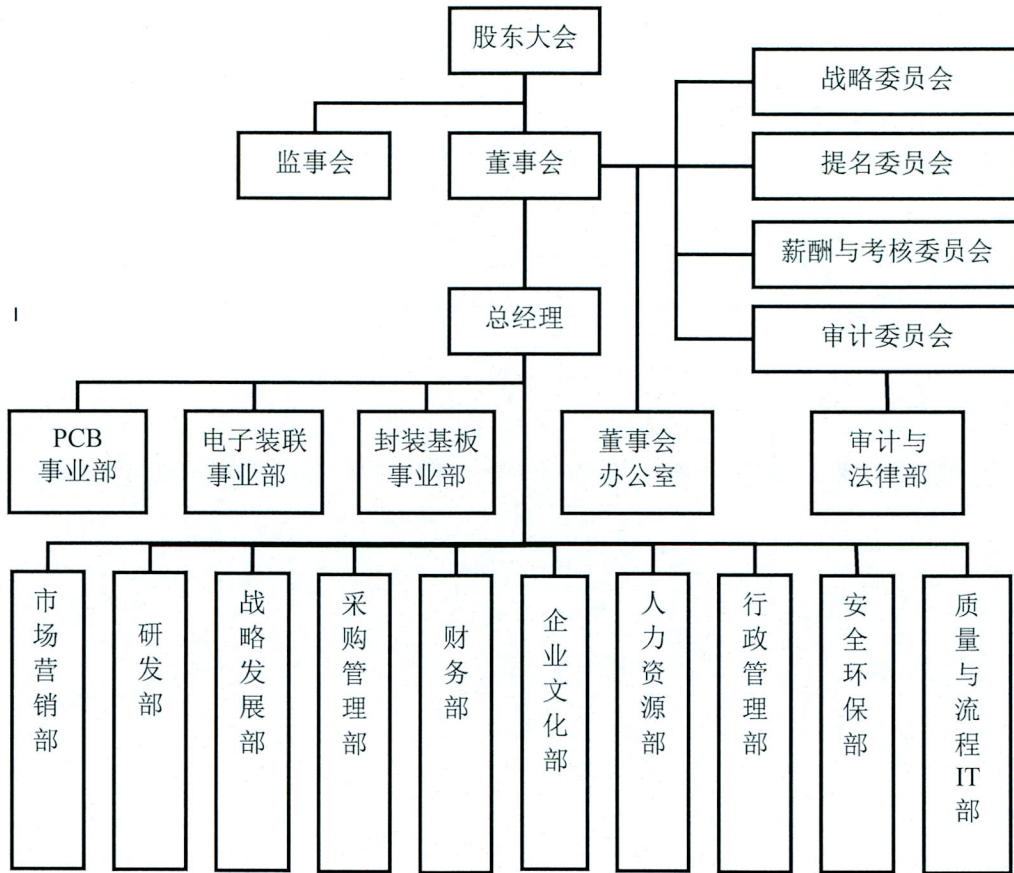 股东大会
战略委员会
监事会
董事会
提名委员会
薪酬与考核委员会
总经理
审计委员会
PCB
事业部
电子装联
事业部
封装基板
事业部
董事会
办公室
审计与
法律部
市场营销部
研发部
战略发展部
采购管理部
财务部
企业文化部
人力资源部
行政管理部
安全环保部
质量与流程IT部